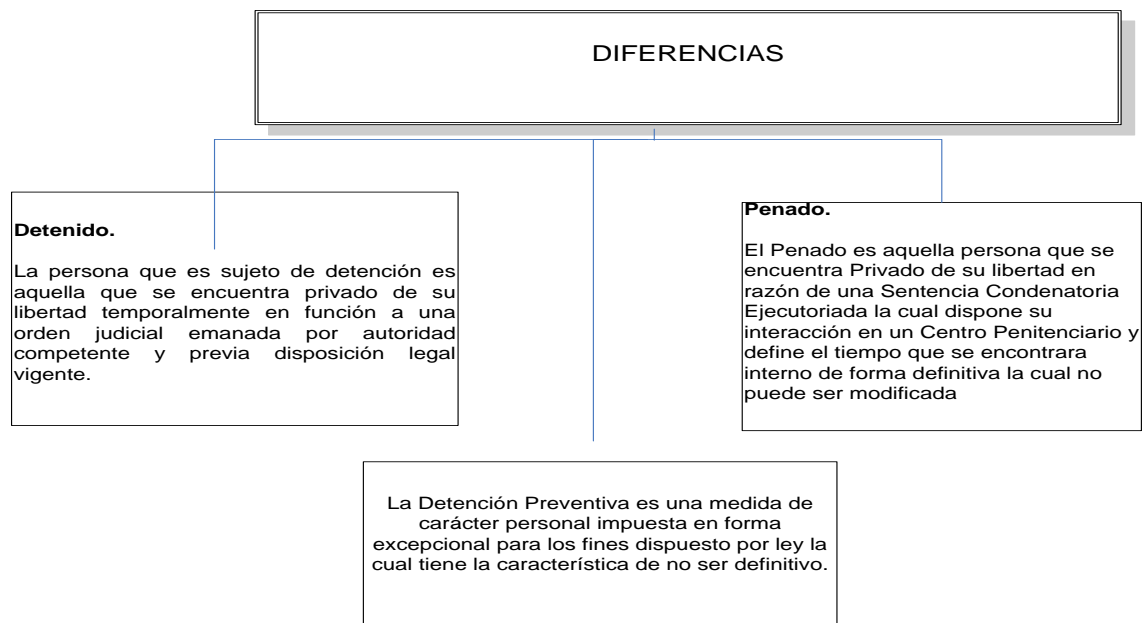 DIFERENCIAS
Detenido.
La persona que es sujeto de detención es
aquella que se encuentra privado de su
libertad temporalmente en función a una
orden judicial emanada por autoridad
competente y previa disposición legal
vigente.
Penado.
El Penado es aquella persona que se
encuentra Privado de su libertad en
razón de una Sentencia Condenatoria
Ejecutoriada la cual dispone su
interacción en un Centro Penitenciario y
define el tiempo que se encontrara
interno de forma definitiva la cual no
puede ser modificada
La Detención Preventiva es una medida de
carácter personal impuesta en forma
excepcional para los fines dispuesto por ley la
cual tiene la característica de no ser definitivo.